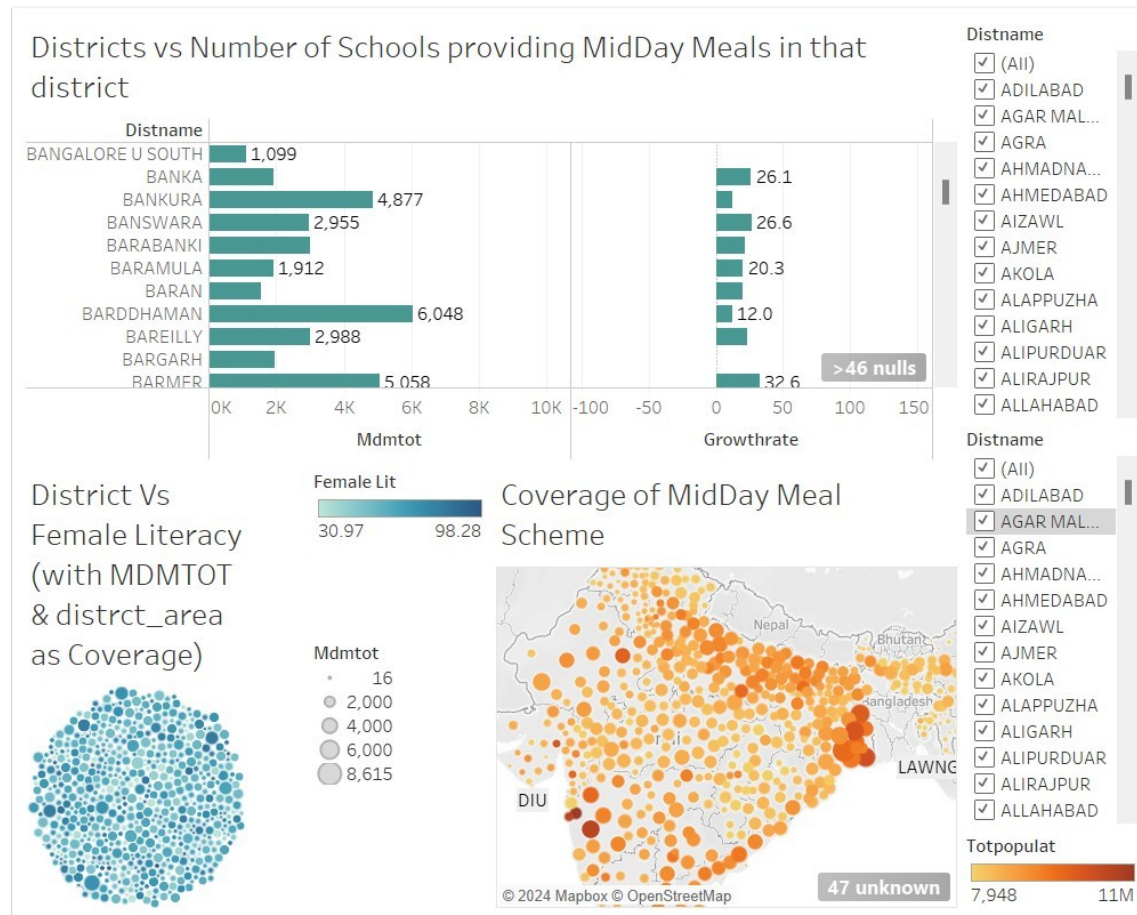 Districts vs Number of Schools providing MidDay Meals in that
district
Distname
BANGALORE U SOUTH 1,099
BANKA 26.1
BANKURA 4,877
BANSWARA 2,955 26.6
BARABANKI
BARAMULA 1,912 20.3
BARAN
BARDDHAMAN 6,048 12.0
BAREILLY 2,988
BARGARH
BARMER 5,058 32.6
>46 nulls
0K 2K 4K 6K 8K 10K -100 -50 0 50 100 150
Mdmtot Growthrate
Distname
(All)
ADILABAD
AGAR MAL...
AGRA
AHMADNA...
AHMEDABAD
AIZAWL
AJMER
AKOLA
ALAPPUZHA
ALIGARH
ALIPURDUAR
ALIRAJPUR
ALLAHABAD
District Vs
Female Literacy
(with MDMTOT
& distrct_area
as Coverage)
Female Lit
30.97 98.28
Mdmtot
16
2,000
4,000
6,000
8,615
Coverage of MidDay Meal
Scheme
Nepal
Bhutan
Bangladesh
LAWNG
DIU
© 2024 Mapbox © OpenStreetMap
47 unknown
Distname
(All)
ADILABAD
AGAR MAL...
AGRA
AHMADNA...
AHMEDABAD
AIZAWL
AJMER
AKOLA
ALAPPUZHA
ALIGARH
ALIPURDUAR
ALIRAJPUR
ALLAHABAD
Totpopulat
7,948 11M